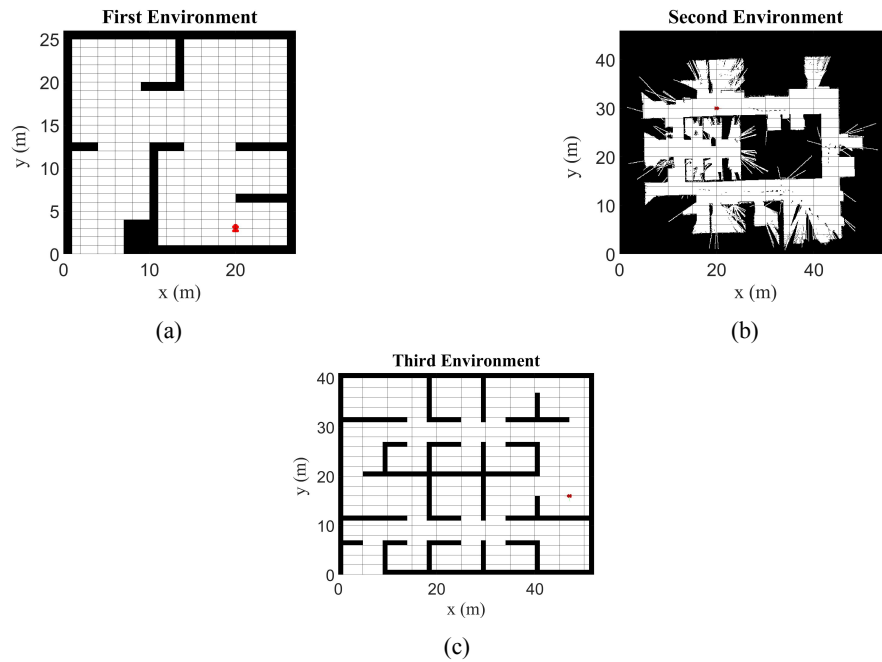 First Environment
25
20
15
10
5
0
y (m)
0 10 20
x (m)
(a)
Second Environment
40
30
20
10
0
y (m)
0 20 40
x (m)
(b)
Third Environment
40
30
20
10
0
y (m)
0 20 40
x (m)
(c)